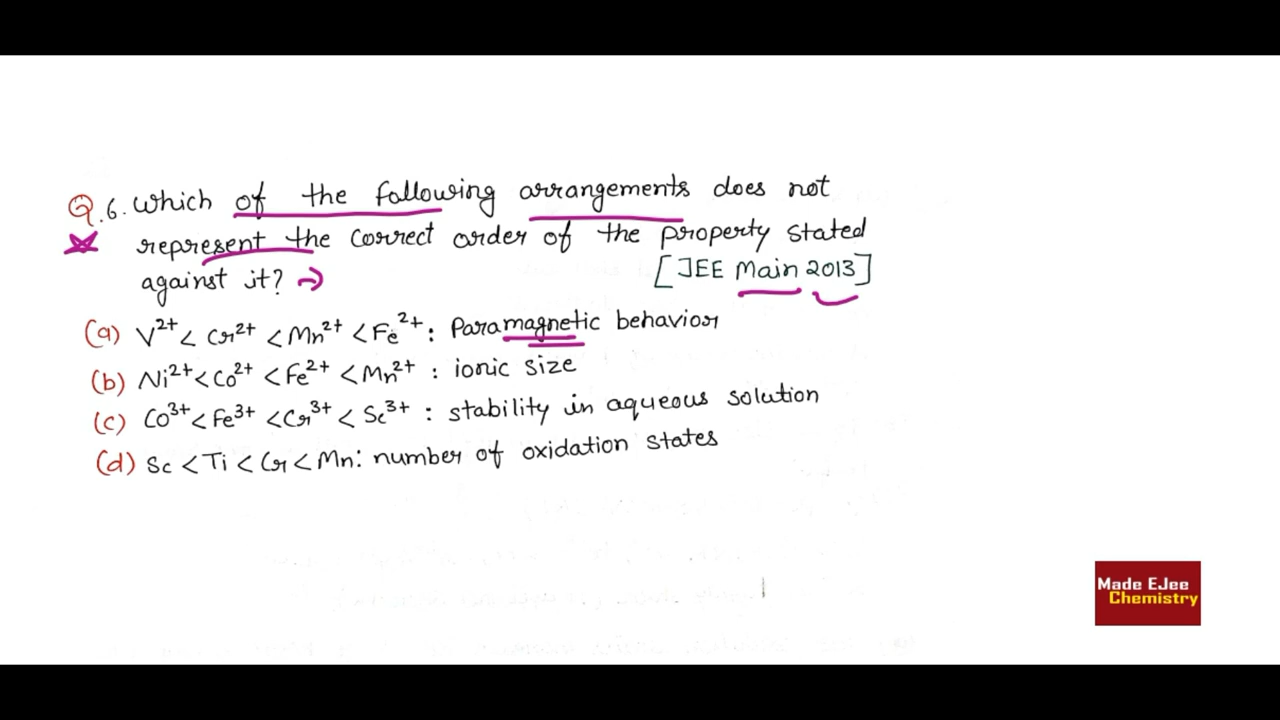 Q.6. Which of the following arrangements does not
represent the correct order of the property stated
against it?
[JEE Main 2013]
(a) V²⁺ < Cr²⁺ < Mn²⁺ < Fe²⁺ : Paramagnetic behavior
(b) Ni²⁺ < Co²⁺ < Fe²⁺ < Mn²⁺ : ionic size
(c) Co³⁺ < Fe³⁺ < Cr³⁺ < Sc³⁺ : stability in aqueous solution
(d) Sc < Ti < Cr < Mn : number of oxidation states
Made EJee
Chemistry